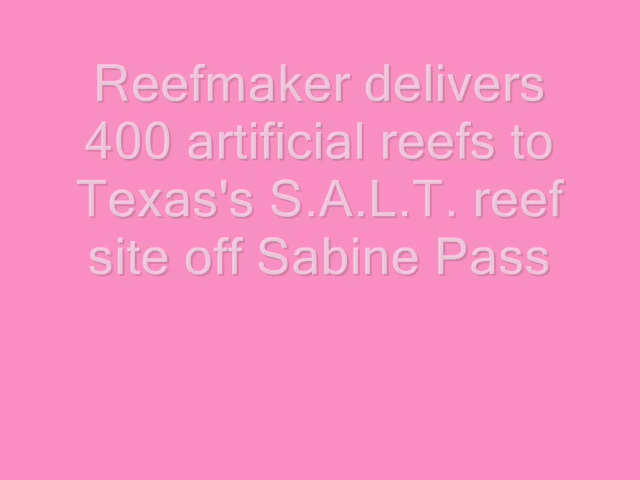 Reefmaker delivers
400 artificial reefs to
Texas's S.A.L.T. reef
site off Sabine Pass